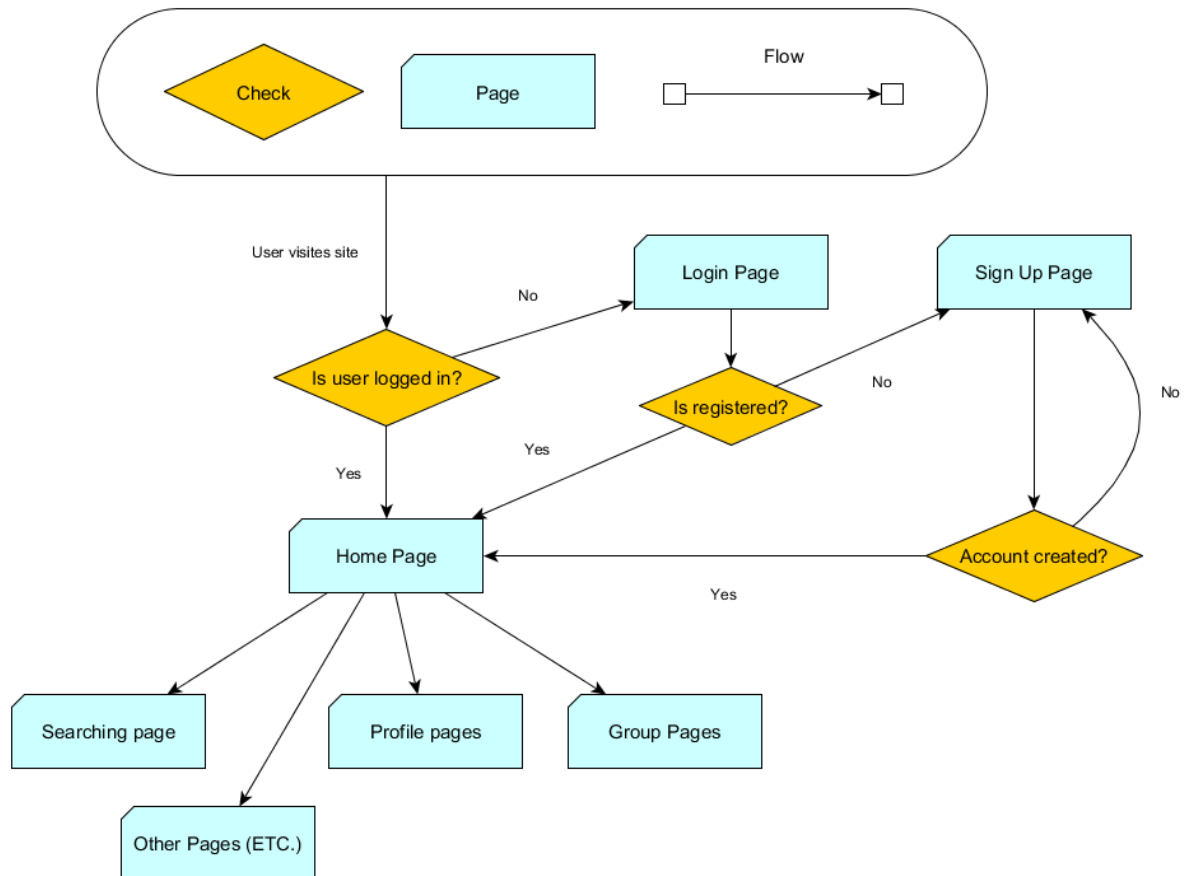 Check
Page
Flow
User visites site
Login Page
Sign Up Page
No
Is user logged in?
Is registered?
No
No
Yes
Yes
Home Page
Account created?
Yes
Searching page
Profile pages
Group Pages
Other Pages (ETC.)